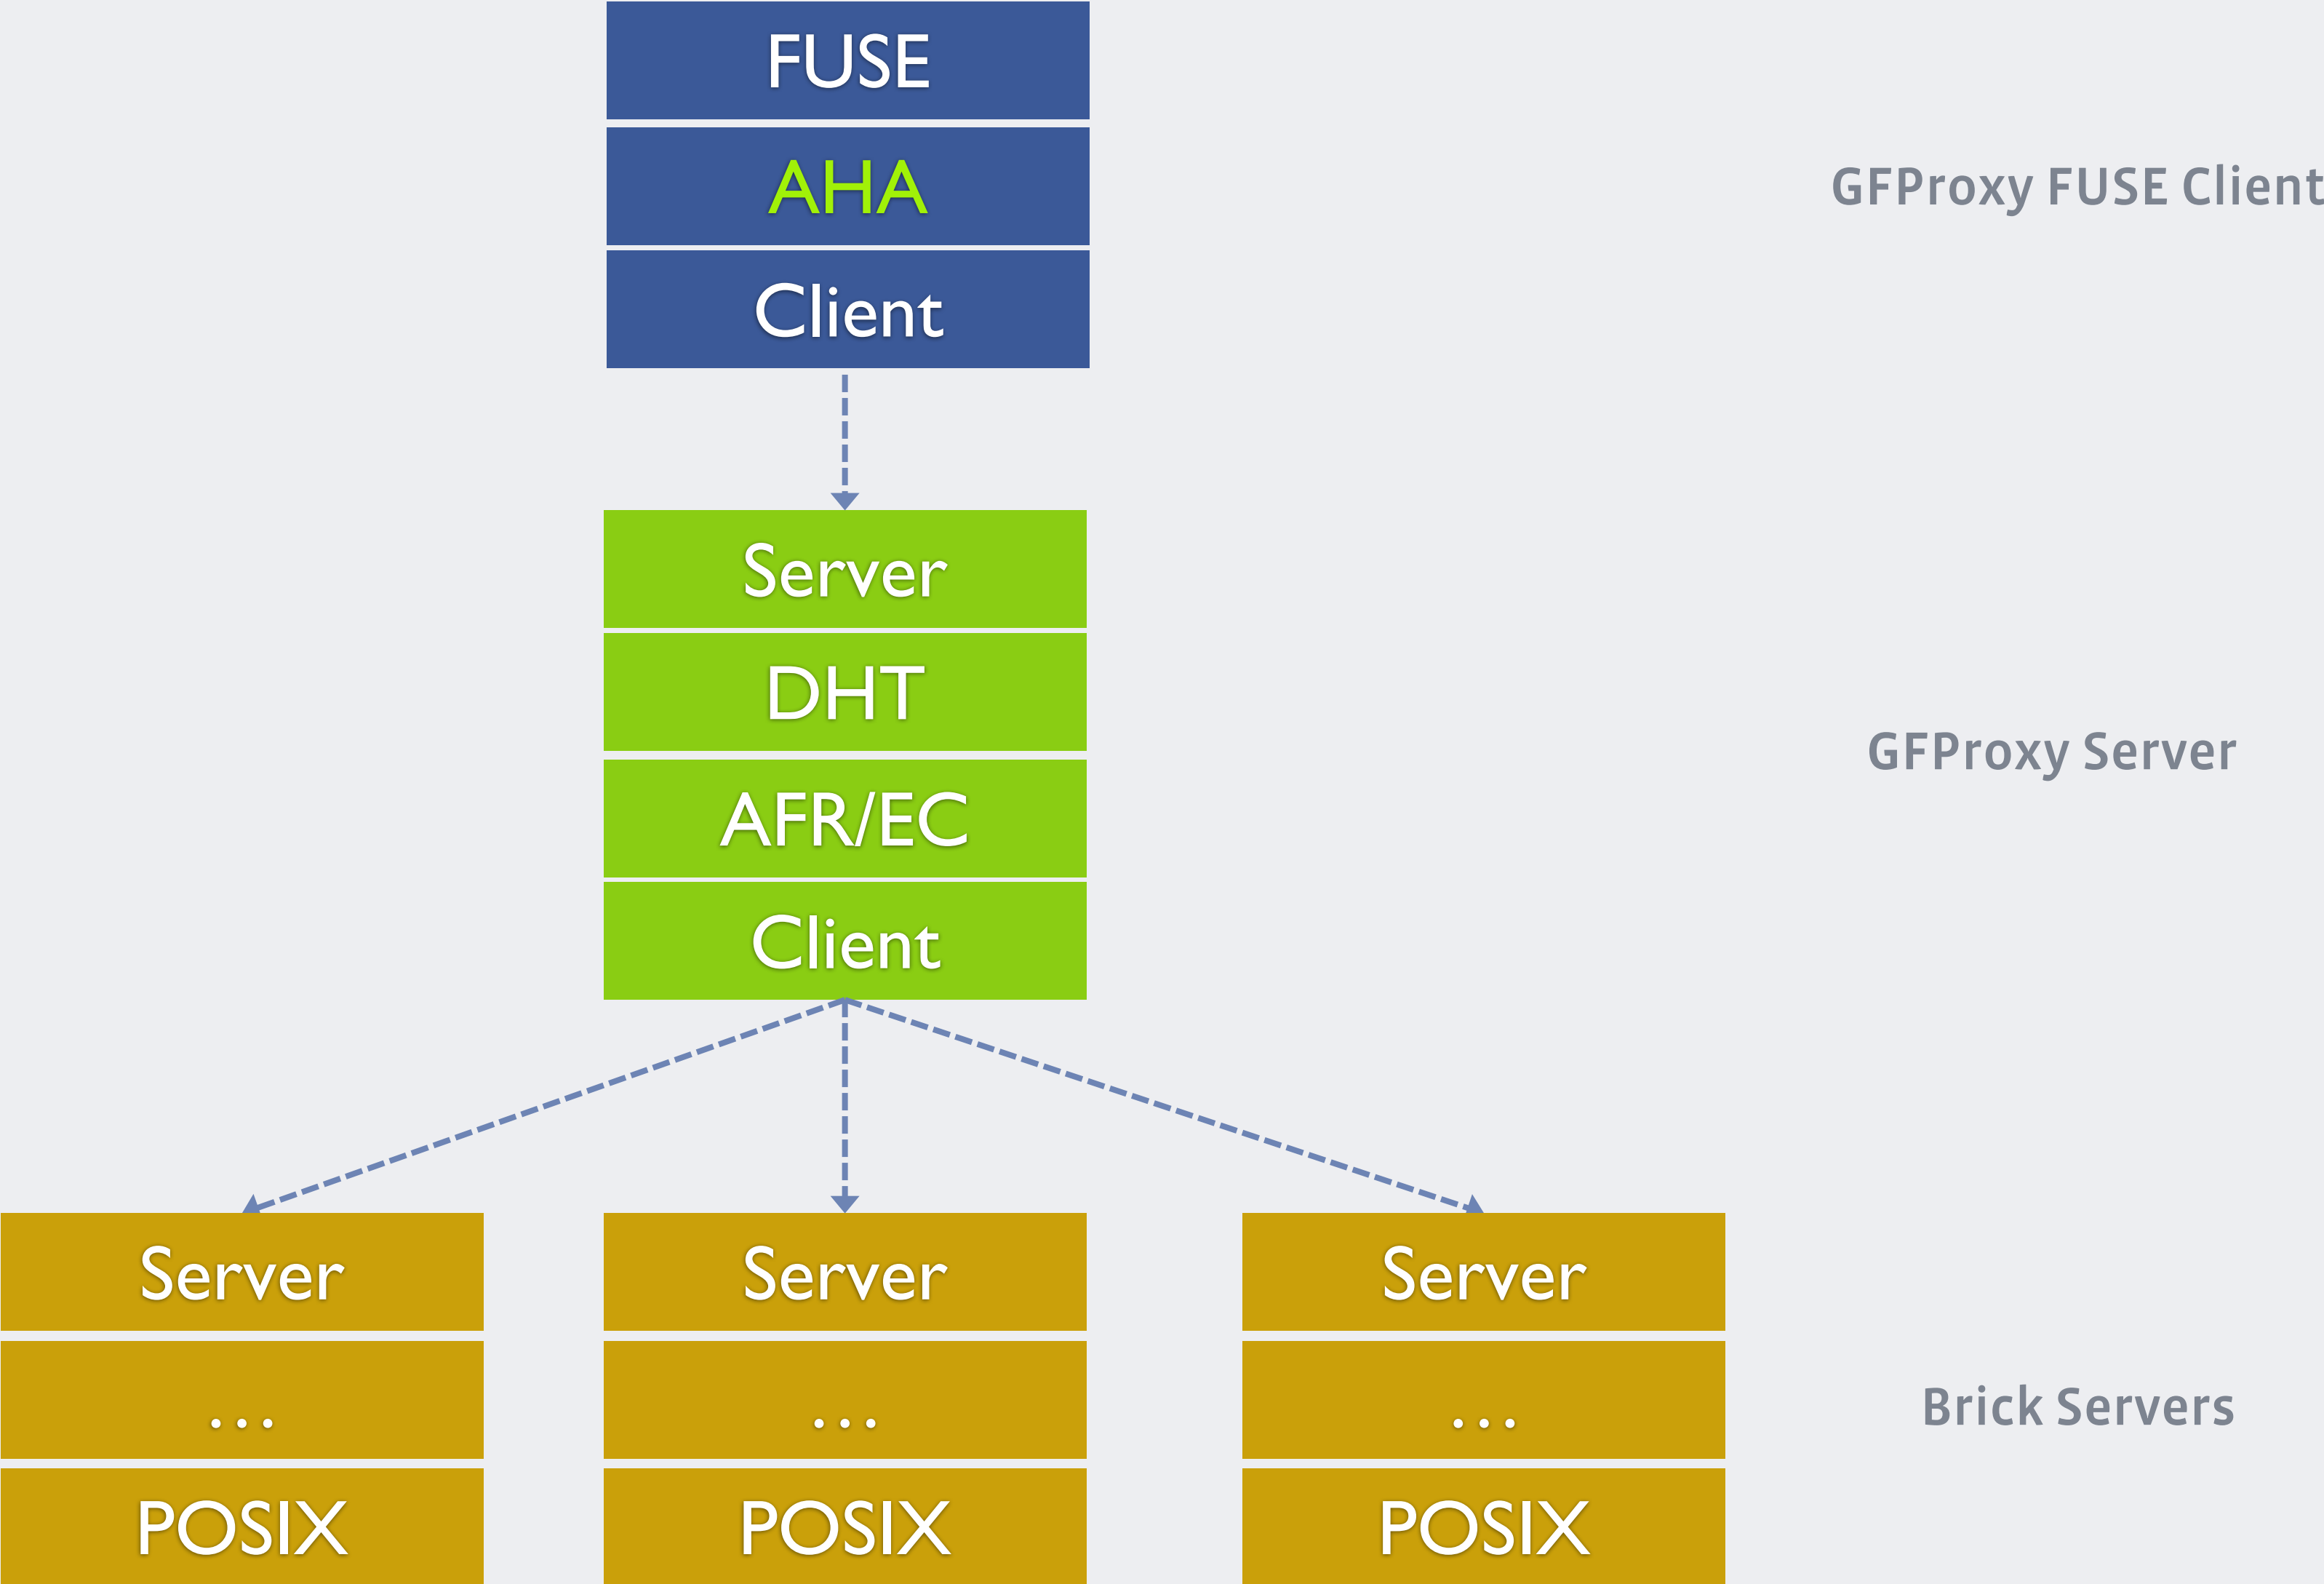 FUSE
AHA
GFProxy FUSE Client
Client
Server
DHT
GFProxy Server
AFR/EC
Client
Server Server Server
... ... ...
Brick Servers
POSIX POSIX POSIX